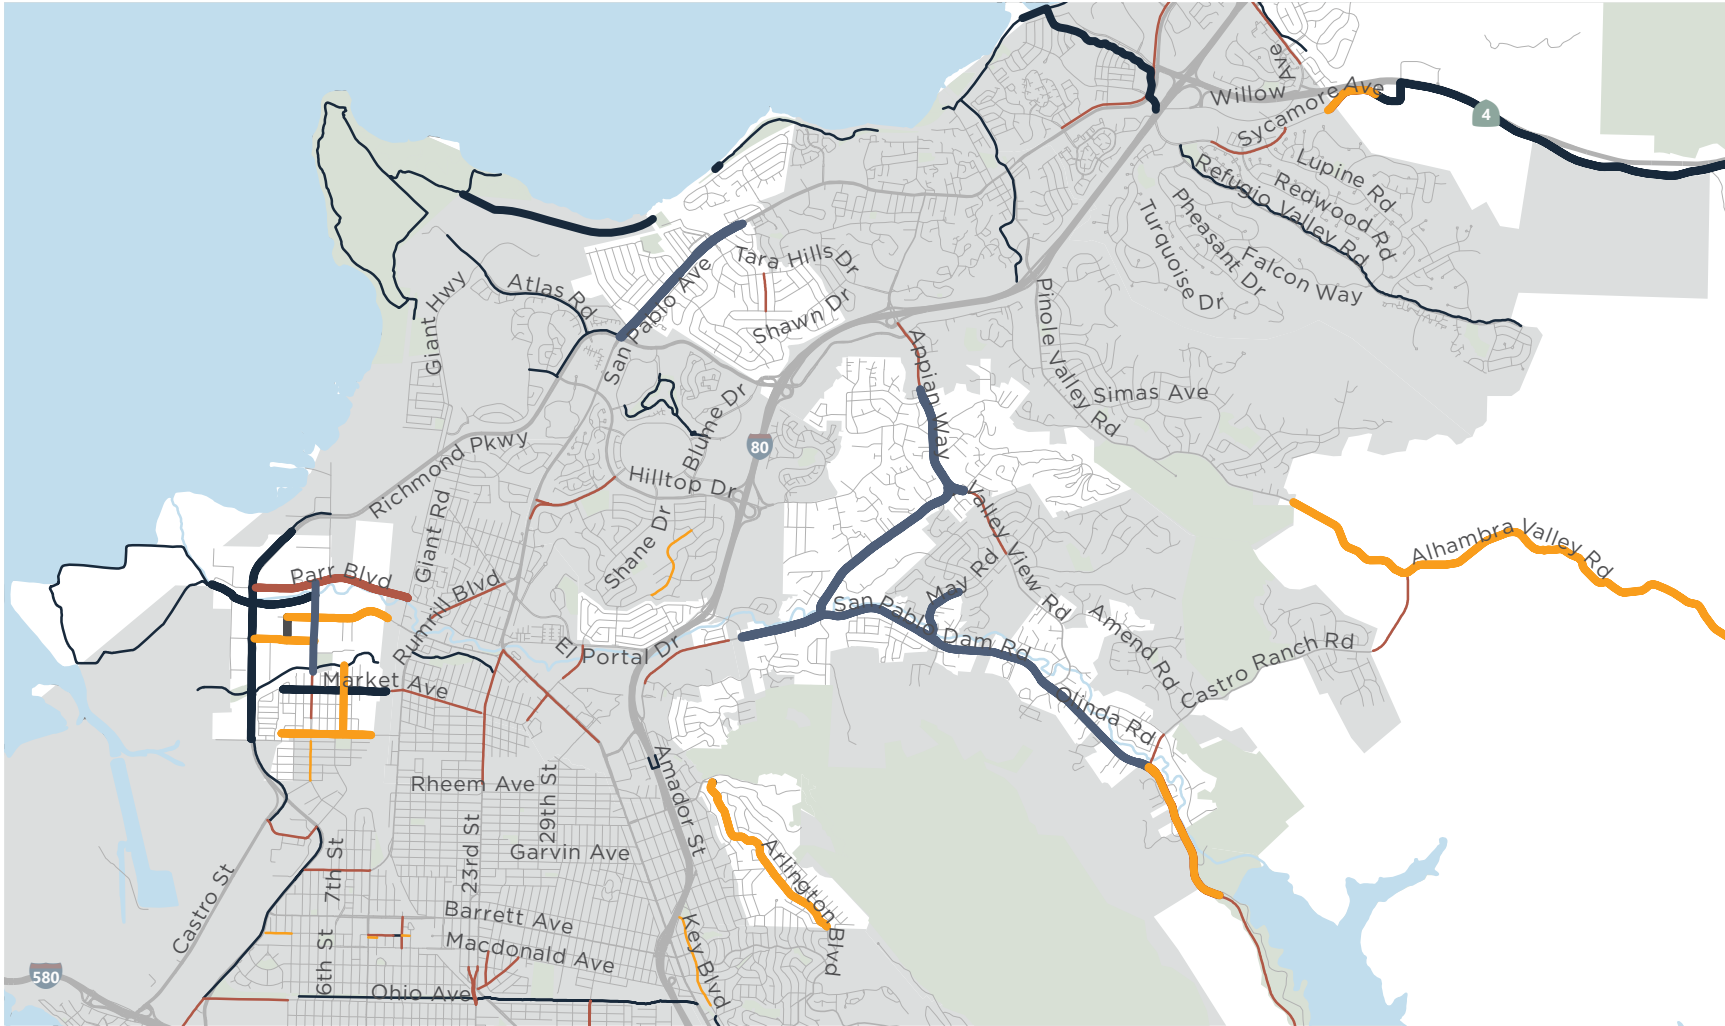 Ave
Willow
Sycamore Ave
4
Lupine Rd
Redwood Rd
Refugio Valley Rd
Pheasant Dr
Turquoise Dr
Falcon Way
Tara Hills Dr
Shawn Dr
San Pablo Ave
Atlas Rd
Giant Hwy
Pinole Valley Rd
Simas Ave
Appian Way
Blume Dr
80
Richmond Pkwy
Hilltop Dr
Giant Rd
Shane Dr
Valley View Rd
May Rd
Alhambra Valley Rd
Parr Blvd
Rumrill Blvd
San Pablo Dam Rd
Amend Rd
El Portal Dr
Castro Ranch Rd
Market Ave
Olinda Rd
Amador St
Rheem Ave
29th St
23rd St
Garvin Ave
7th St
Arlington Blvd
Castro St
Barrett Ave
Macdonald Ave
Key Blvd
6th St
580
Ohio Ave